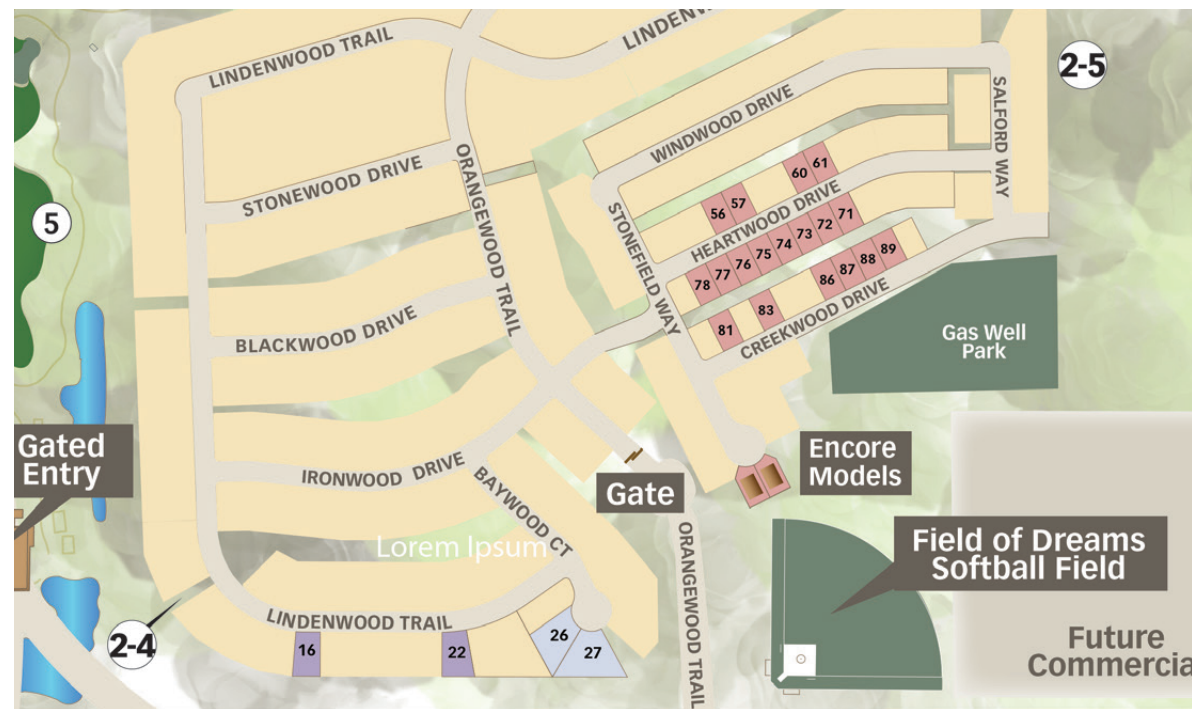 LINDENWOOD TRAIL
LINDENW
2-5
WINDWOOD DRIVE
SALFORD WAY
STONEWOOD DRIVE
ORANGEWOOD TRAIL
5
STONEFIELD WAY
60
61
56
57
HEARTWOOD DRIVE
78
77
76
75
74
73
72
71
81
83
86
87
88
89
CREEKWOOD DRIVE
BLACKWOOD DRIVE
Gas Well
Park
Gated
Entry
IRONWOOD DRIVE
BAYWOOD CT
Gate
Encore
Models
ORANGEWOOD TRAIL
Lorem Ipsum
Field of Dreams
Softball Field
LINDENWOOD TRAIL
2-4
16
22
26
27
Future
Commercia